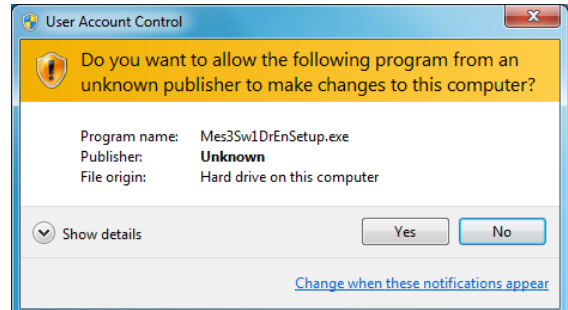 User Account Control
Do you want to allow the following program from an
unknown publisher to make changes to this computer?
Program name: Mes3Sw1DrEnSetup.exe
Publisher: Unknown
File origin: Hard drive on this computer
Show details
Yes
No
Change when these notifications appear